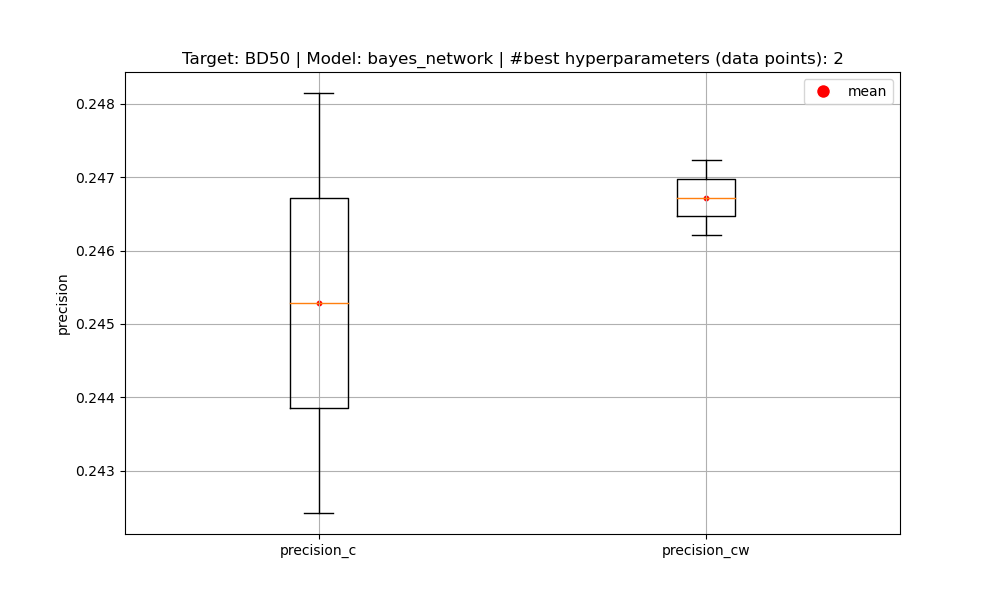 Target: BD50 | Model: bayes_network | #best hyperparameters (data points): 2
mean
0.248
0.247
0.246
0.245
0.244
0.243
precision
precision_c
precision_cw